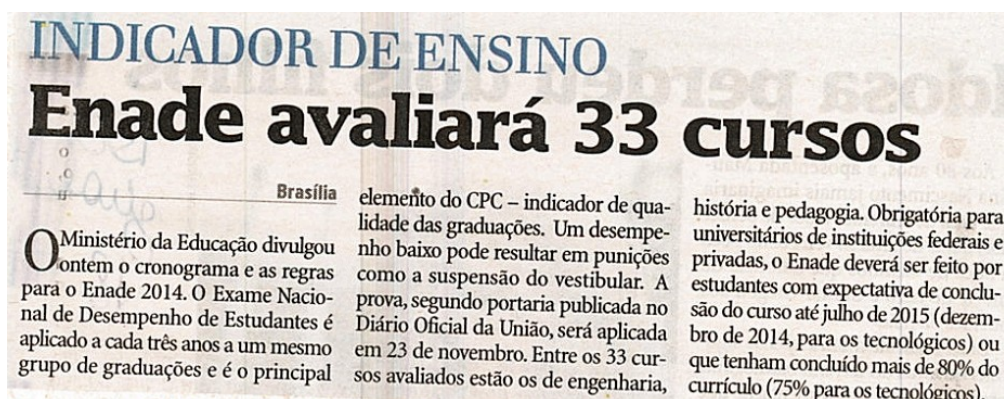 INDICADOR DE ENSINO
Enade avaliará 33 cursos
Brasília
O Ministério da Educação divulgou
ontem o cronograma e as regras
para o Enade 2014. O Exame Nacio-
nal de Desempenho de Estudantes é
aplicado a cada três anos a um mesmo
grupo de graduações e é o principal
elemento do CPC – indicador de qua-
lidade das graduações. Um desempe-
nho baixo pode resultar em punições
como a suspensão do vestibular. A
prova, segundo portaria publicada no
Diário Oficial da União, será aplicada
em 23 de novembro. Entre os 33 cur-
sos avaliados estão os de engenharia,
história e pedagogia. Obrigatória para
universitários de instituições federais e
privadas, o Enade deverá ser feito por
estudantes com expectativa de conclu-
são do curso até julho de 2015 (dezem-
bro de 2014, para os tecnológicos) ou
que tenham concluído mais de 80% do
currículo (75% para os tecnológicos).